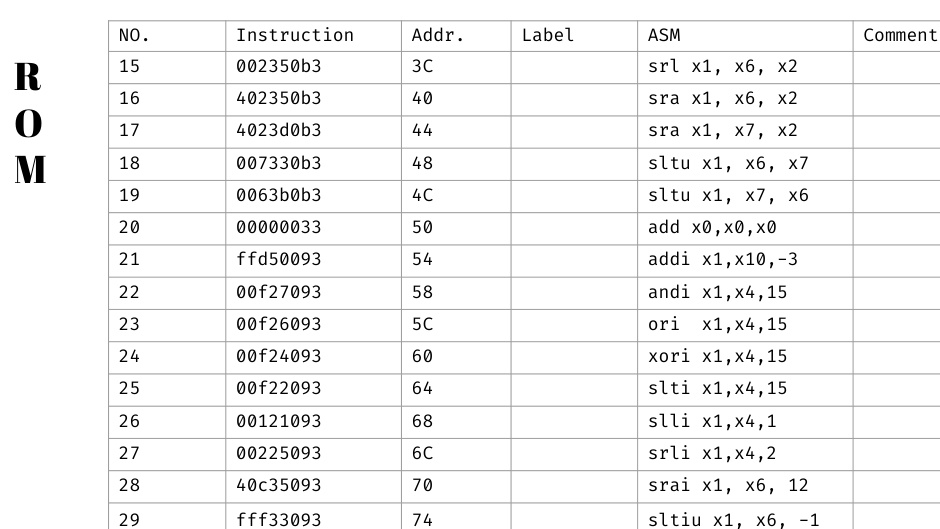 ROM
NO. Instruction Addr. Label ASM Comment
15 002350b3 3C srl x1, x6, x2
16 402350b3 40 sra x1, x6, x2
17 4023d0b3 44 sra x1, x7, x2
18 007330b3 48 sltu x1, x6, x7
19 0063b0b3 4C sltu x1, x7, x6
20 00000033 50 add x0,x0,x0
21 ffd50093 54 addi x1,x10,-3
22 00f27093 58 andi x1,x4,15
23 00f26093 5C ori  x1,x4,15
24 00f24093 60 xori x1,x4,15
25 00f22093 64 slti x1,x4,15
26 00121093 68 slli x1,x4,1
27 00225093 6C srli x1,x4,2
28 40c35093 70 srai x1, x6, 12
29 fff33093 74 sltiu x1, x6, -1